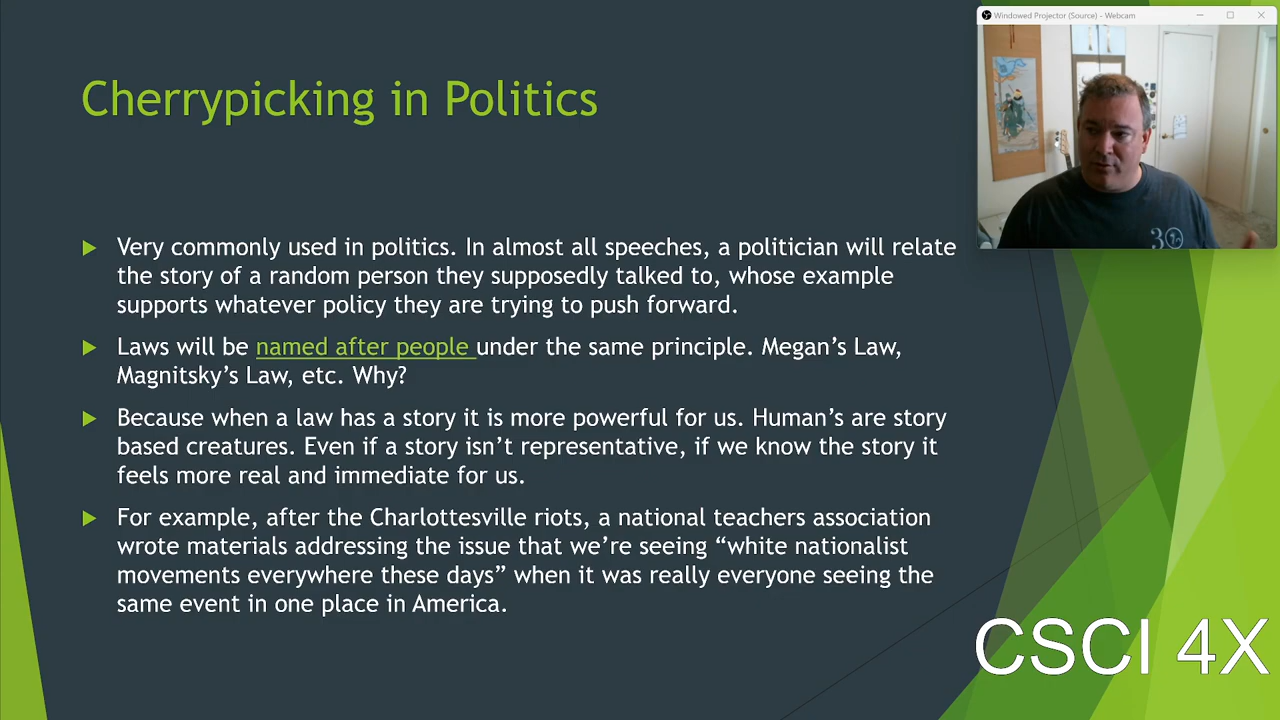 Windowed Projector (Source) - Webcam
Cherrypicking in Politics
Very commonly used in politics. In almost all speeches, a politician will relate
the story of a random person they supposedly talked to, whose example
supports whatever policy they are trying to push forward.
Laws will be named after people under the same principle. Megan’s Law,
Magnitsky’s Law, etc. Why?
Because when a law has a story it is more powerful for us. Human’s are story
based creatures. Even if a story isn’t representative, if we know the story it
feels more real and immediate for us.
For example, after the Charlottesville riots, a national teachers association
wrote materials addressing the issue that we’re seeing “white nationalist
movements everywhere these days” when it was really everyone seeing the
same event in one place in America.
30
CSCI 4X